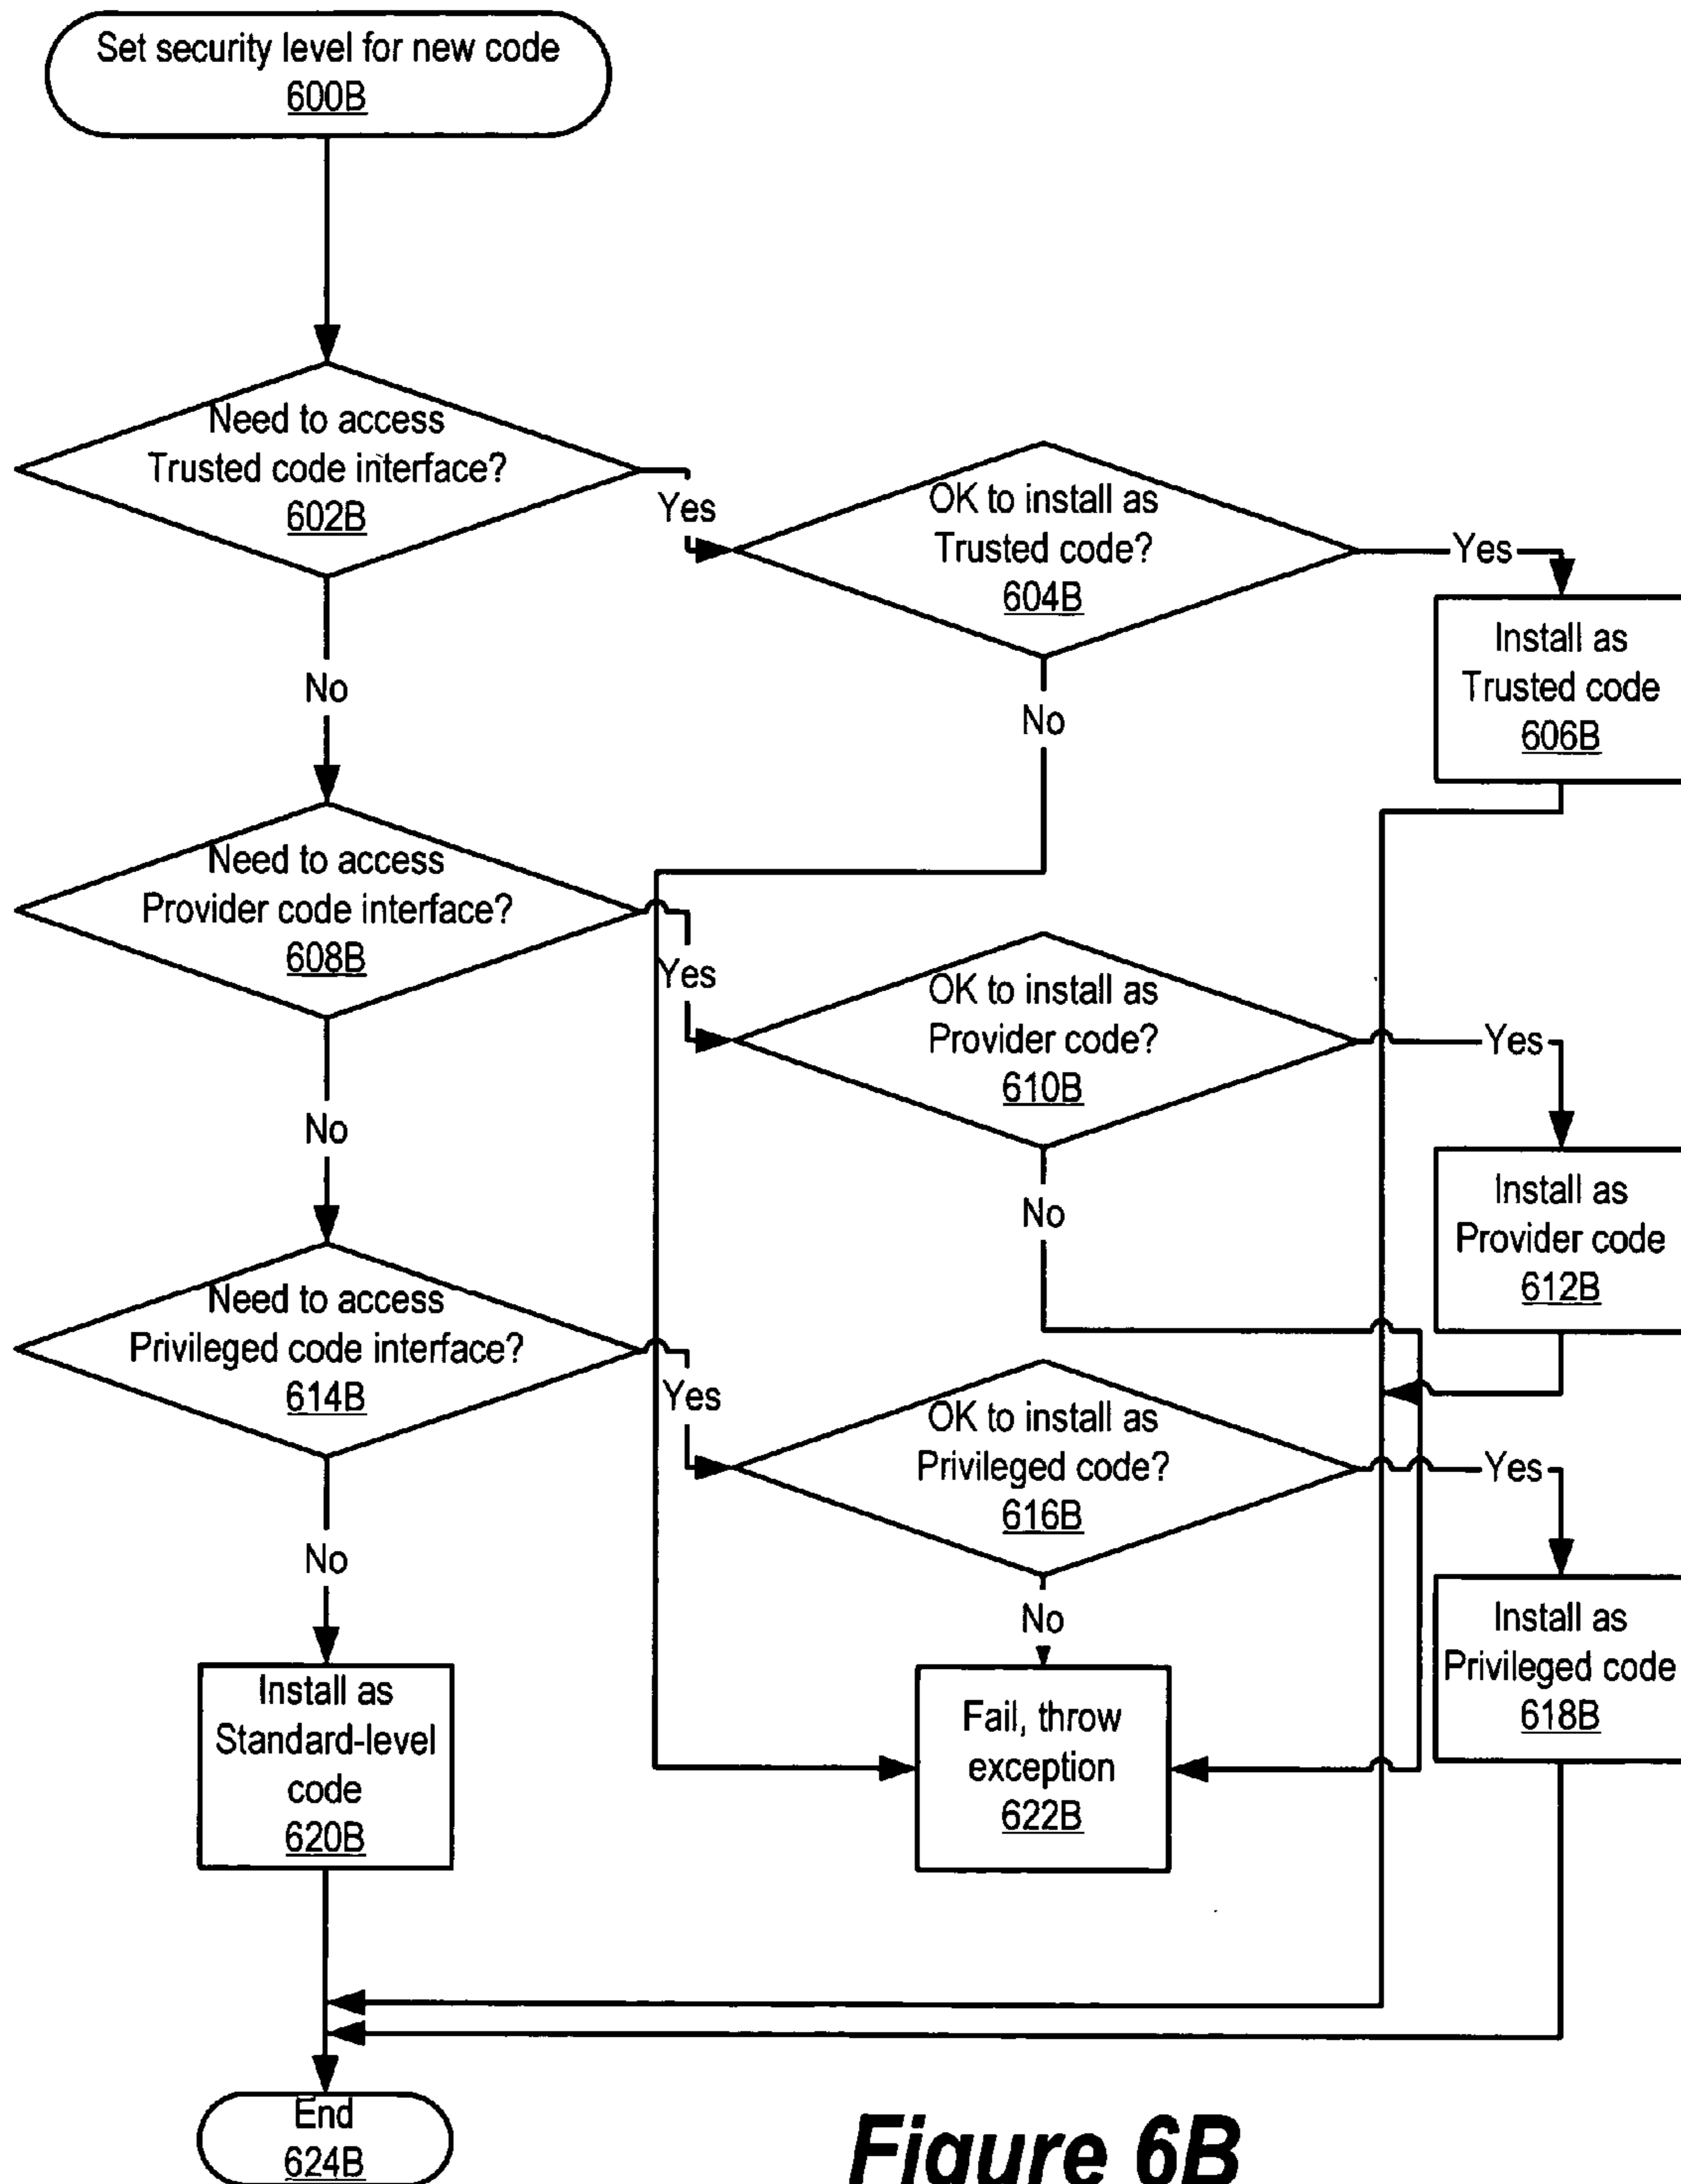 Set security level for new code
600B
Need to access
Trusted code interface?
602B
Yes
OK to install as
Trusted code?
604B
Yes
Install as
Trusted code
606B
No
No
Need to access
Provider code interface?
608B
Yes
OK to install as
Provider code?
610B
Yes
Install as
Provider code
612B
No
No
Need to access
Privileged code interface?
614B
Yes
OK to install as
Privileged code?
616B
Yes
Install as
Privileged code
618B
No
No
Install as
Standard-level
code
620B
Fail, throw
exception
622B
End
624B
Figure 6B